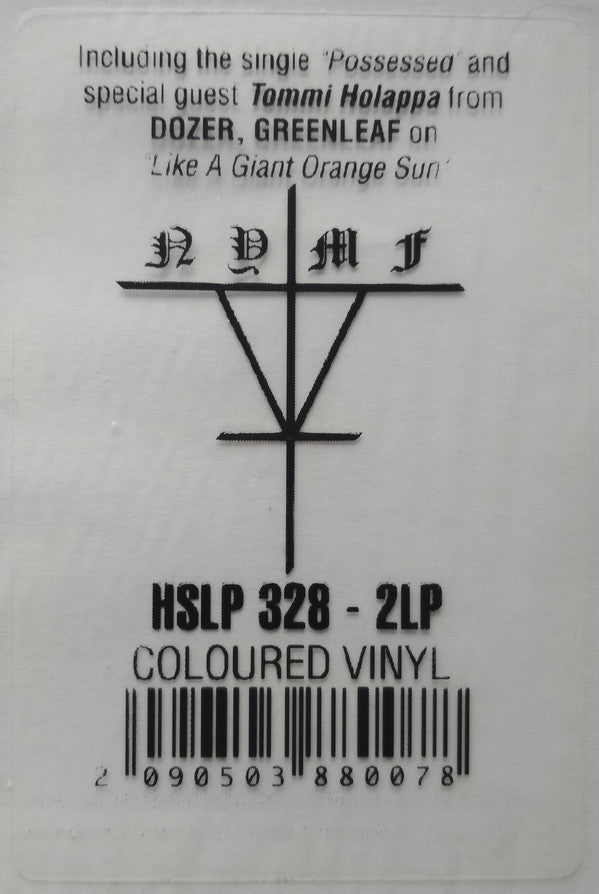 Including the single "Possessed" and
special guest Tommi Holappa from
DOZER, GREENLEAF on
"Like A Giant Orange Sun"
N Y M F
HSLP 328 - 2LP
COLOURED VINYL
2 090503 880078